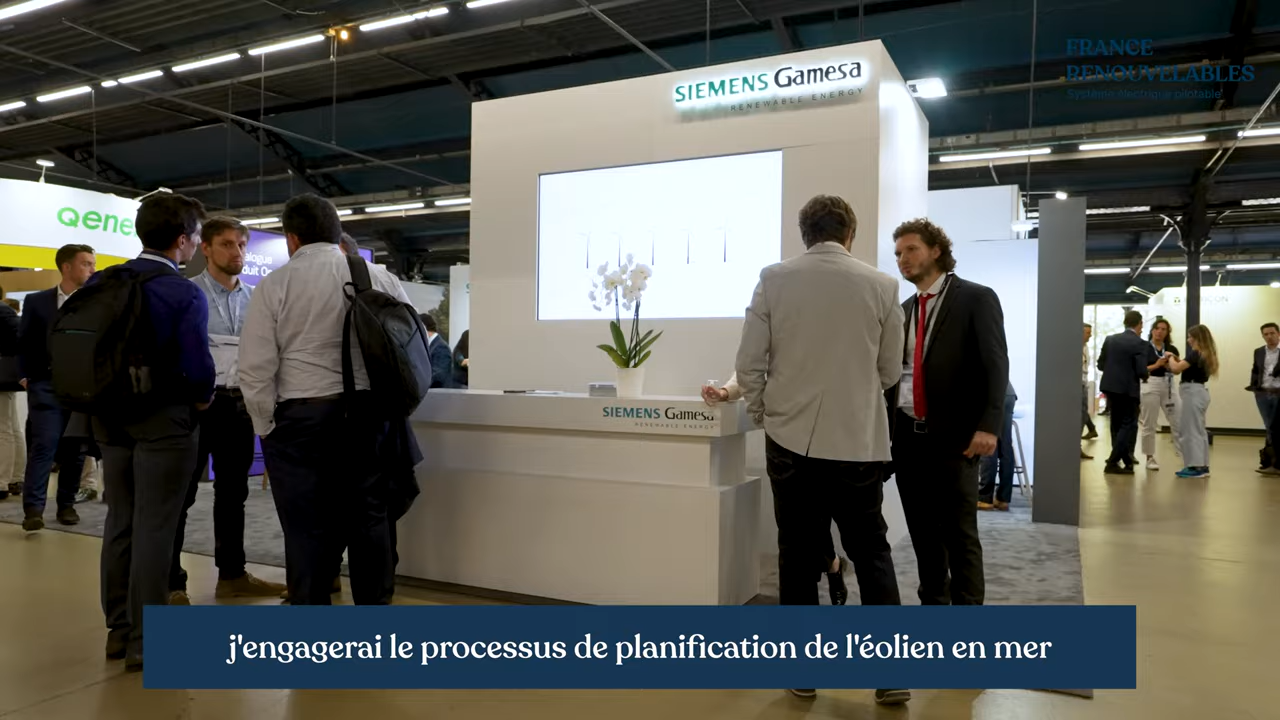 FRANCE
RENOUVELABLES
Système électrique pilotable
SIEMENS Gamesa
RENEWABLE ENERGY
SIEMENS Gamesa
RENEWABLE ENERGY
j'engagerai le processus de planification de l'éolien en mer